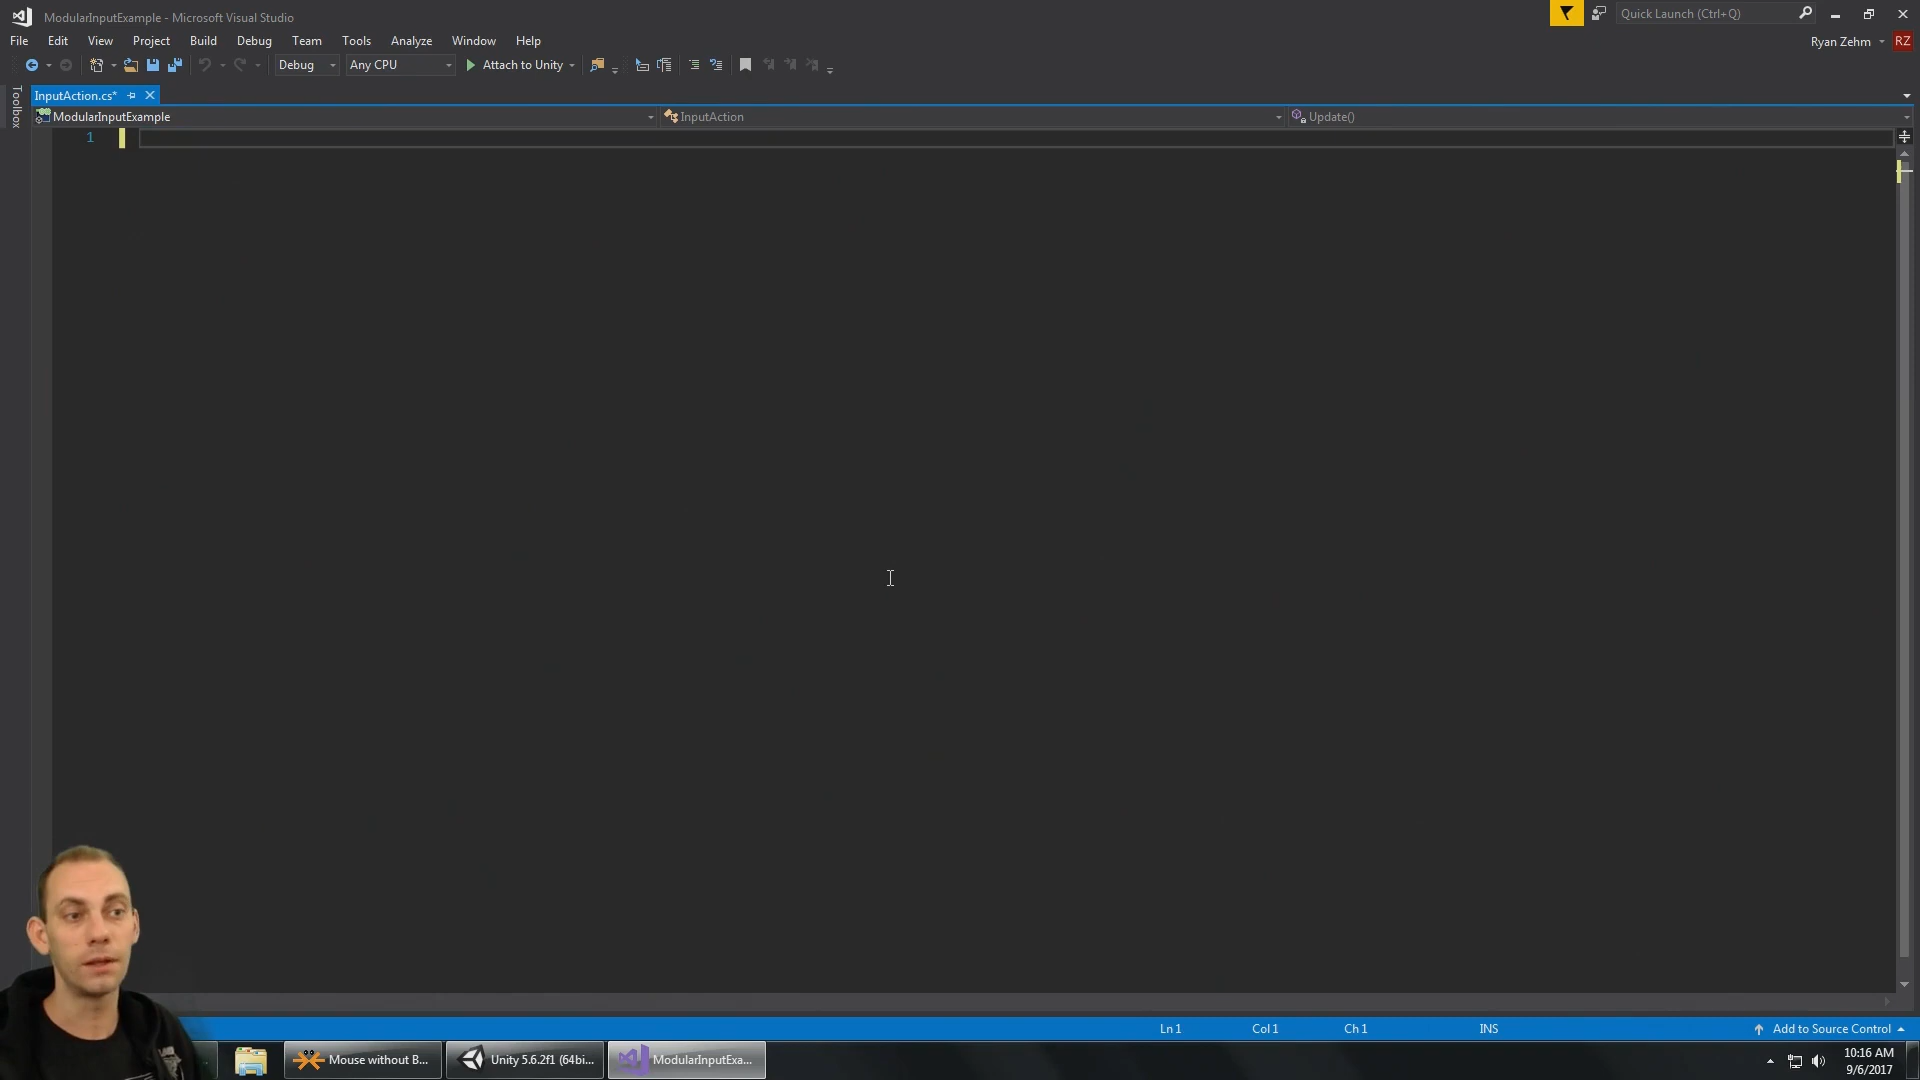 ModularInputExample - Microsoft Visual Studio
Quick Launch (Ctrl+Q)
File Edit View Project Build Debug Team Tools Analyze Window Help
Ryan Zehm RZ
Debug Any CPU Attach to Unity
Toolbox
InputAction.cs*
ModularInputExample InputAction Update()
1
Ln 1 Col 1 Ch 1 INS Add to Source Control
Mouse without B... Unity 5.6.2f1 (64bi... ModularInputExa...
10:16 AM
9/6/2017